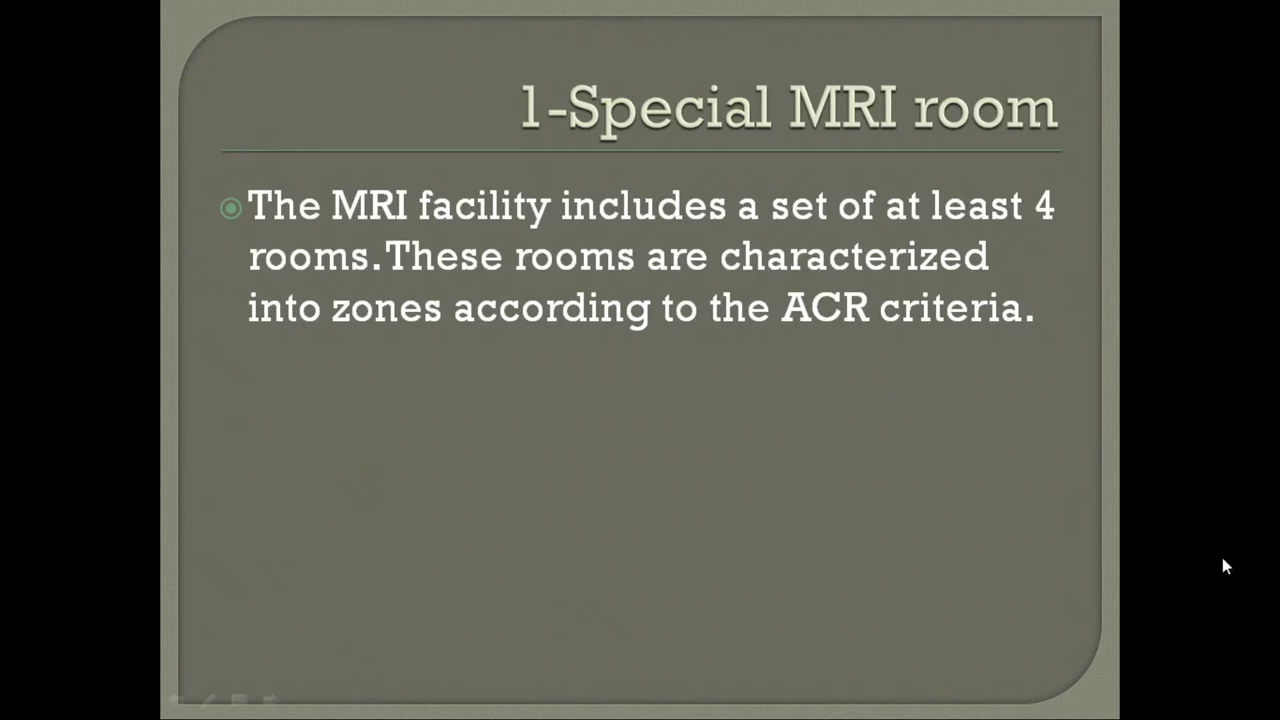 1-Special MRI room
The MRI facility includes a set of at least 4
rooms.These rooms are characterized
into zones according to the ACR criteria.